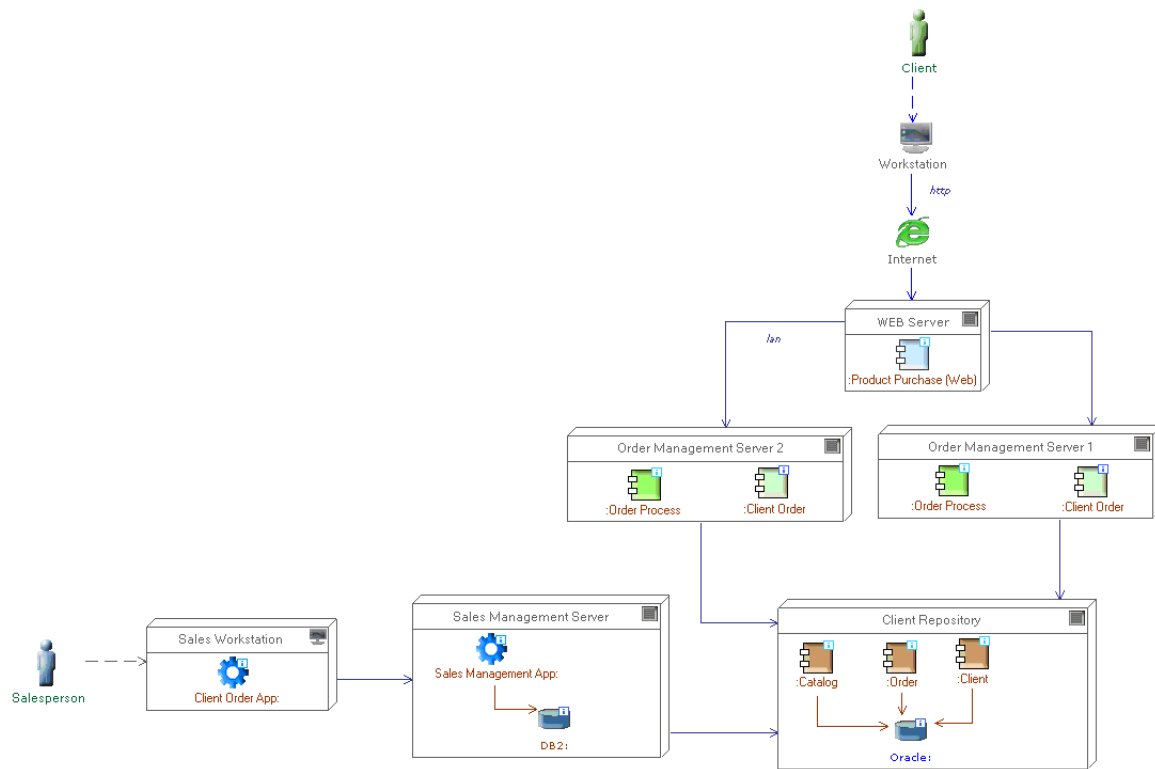 Client
Workstation
http
Internet
WEB Server
:Product Purchase (Web)
lan
Order Management Server 2
:Order Process
:Client Order
Order Management Server 1
:Order Process
:Client Order
Sales Management Server
Sales Management App:
DB2:
Client Repository
:Catalog
:Order
:Client
Oracle:
Sales Workstation
Client Order App:
Salesperson